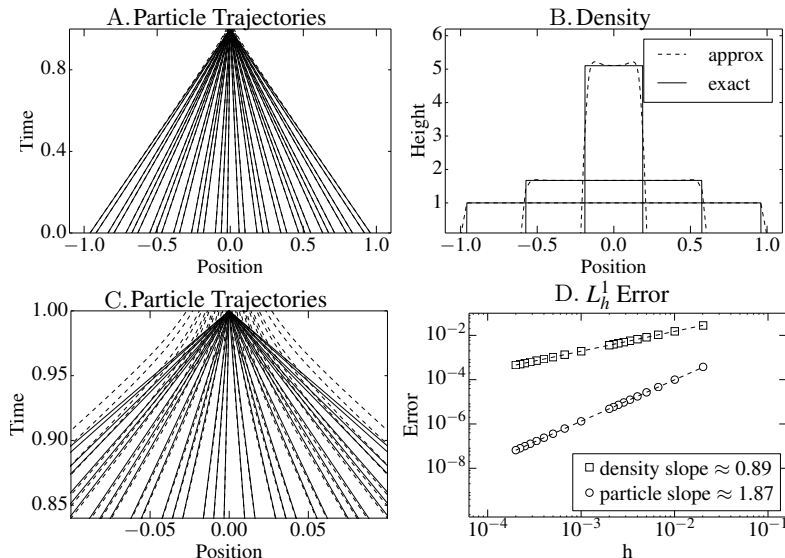 A. Particle Trajectories
Time
0.8
0.4
0.0
−1.0
−0.5
0.0
0.5
1.0
Position
B. Density
Height
6
5
4
3
2
1
−1.0
−0.5
0.0
0.5
1.0
Position
approx
exact
C. Particle Trajectories
Time
1.00
0.95
0.90
0.85
−0.05
0.00
0.05
Position
D. L_h^1 Error
Error
10^−2
10^−4
10^−6
10^−8
10^−4
10^−3
10^−2
10^−1
h
density slope ≈ 0.89
particle slope ≈ 1.87